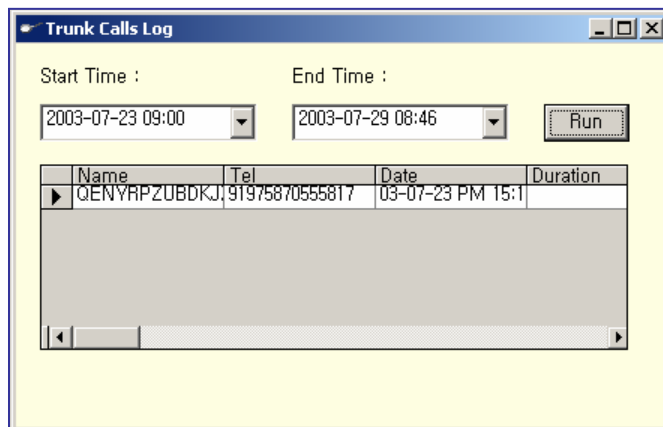 Trunk Calls Log
Start Time : End Time :
2003-07-23 09:00 2003-07-29 08:46 Run
Name Tel Date Duration
QENYRPZUBDKJ. 91975870555817 03-07-23 PM 15:1